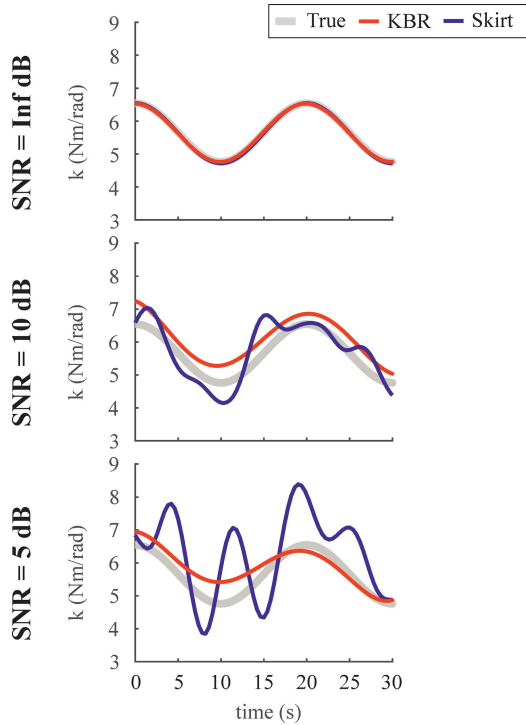 True KBR Skirt
SNR = Inf dB
k (Nm/rad)
9
8
7
6
5
4
3
SNR = 10 dB
k (Nm/rad)
9
8
7
6
5
4
3
SNR = 5 dB
k (Nm/rad)
9
8
7
6
5
4
3
0 5 10 15 20 25 30
time (s)